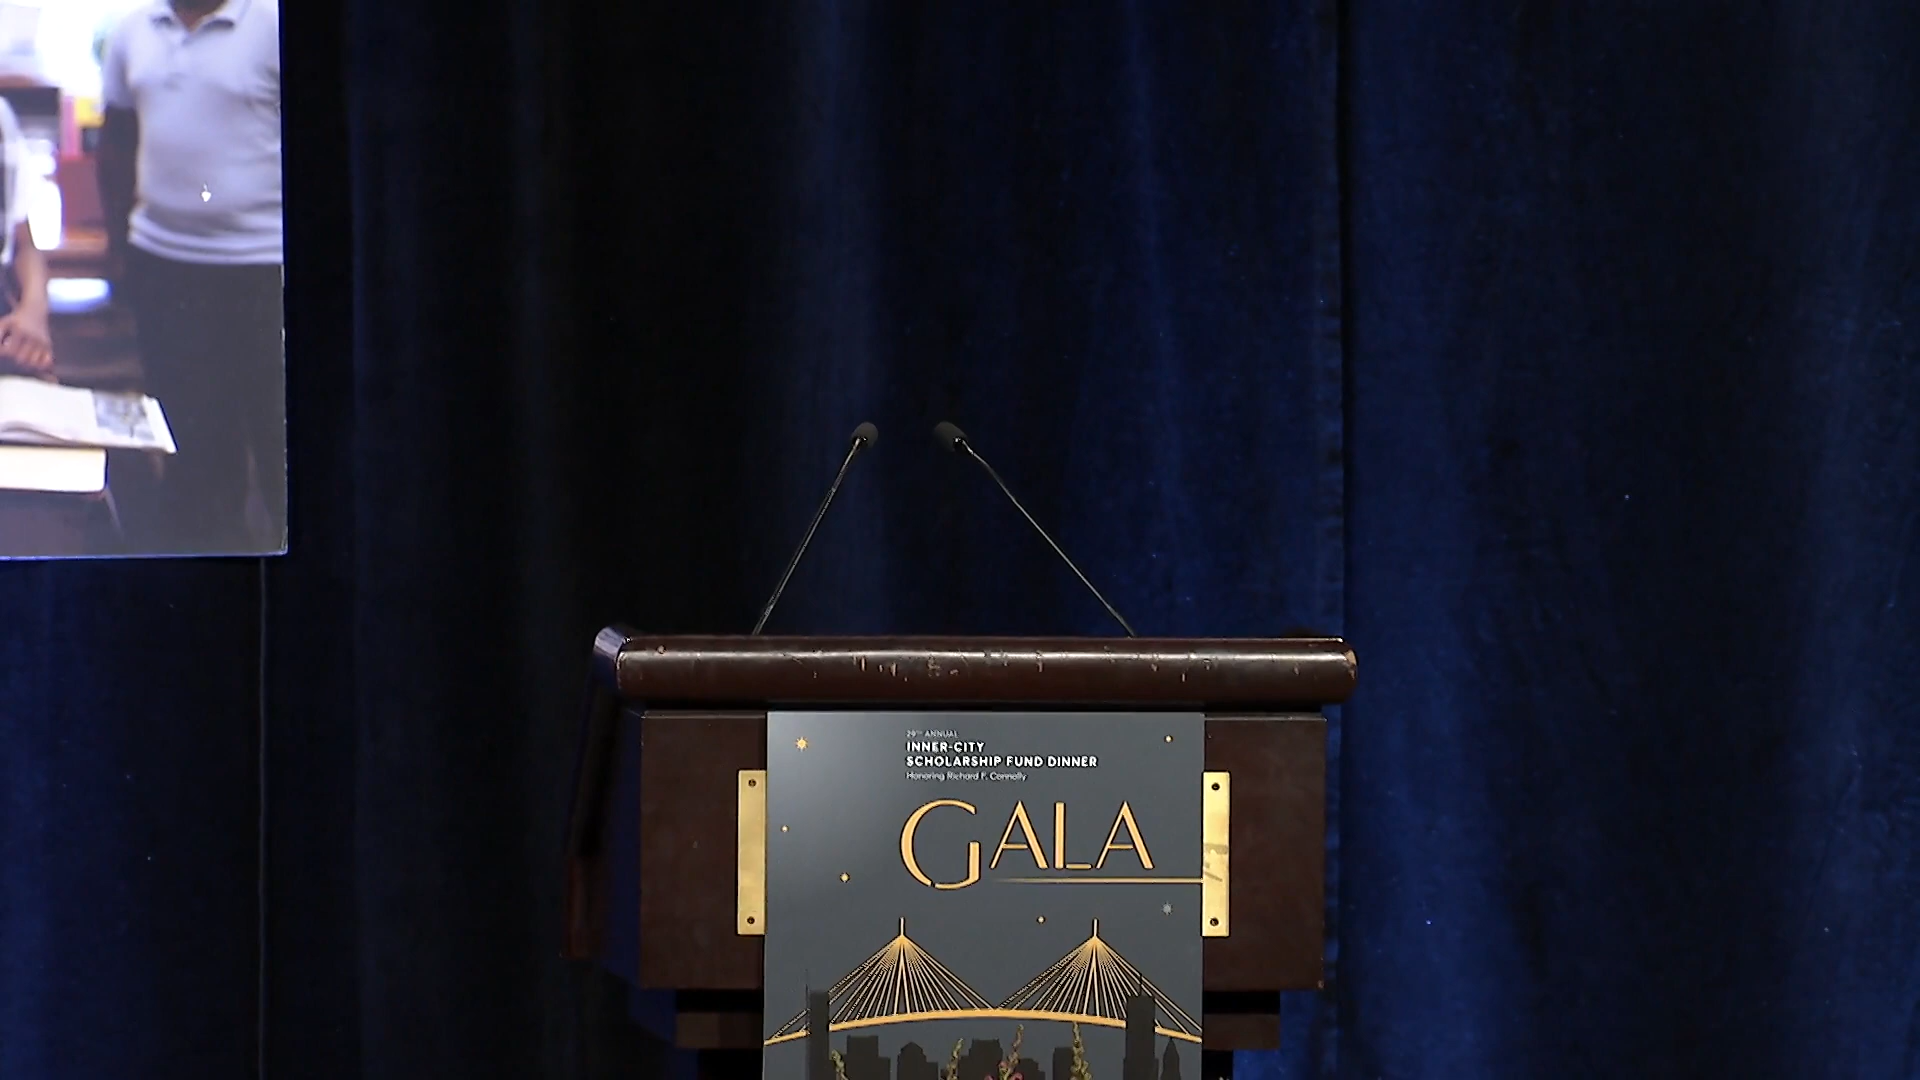 29TH ANNUAL
INNER-CITY
SCHOLARSHIP FUND DINNER
Honoring Richard F. Connolly
GALA